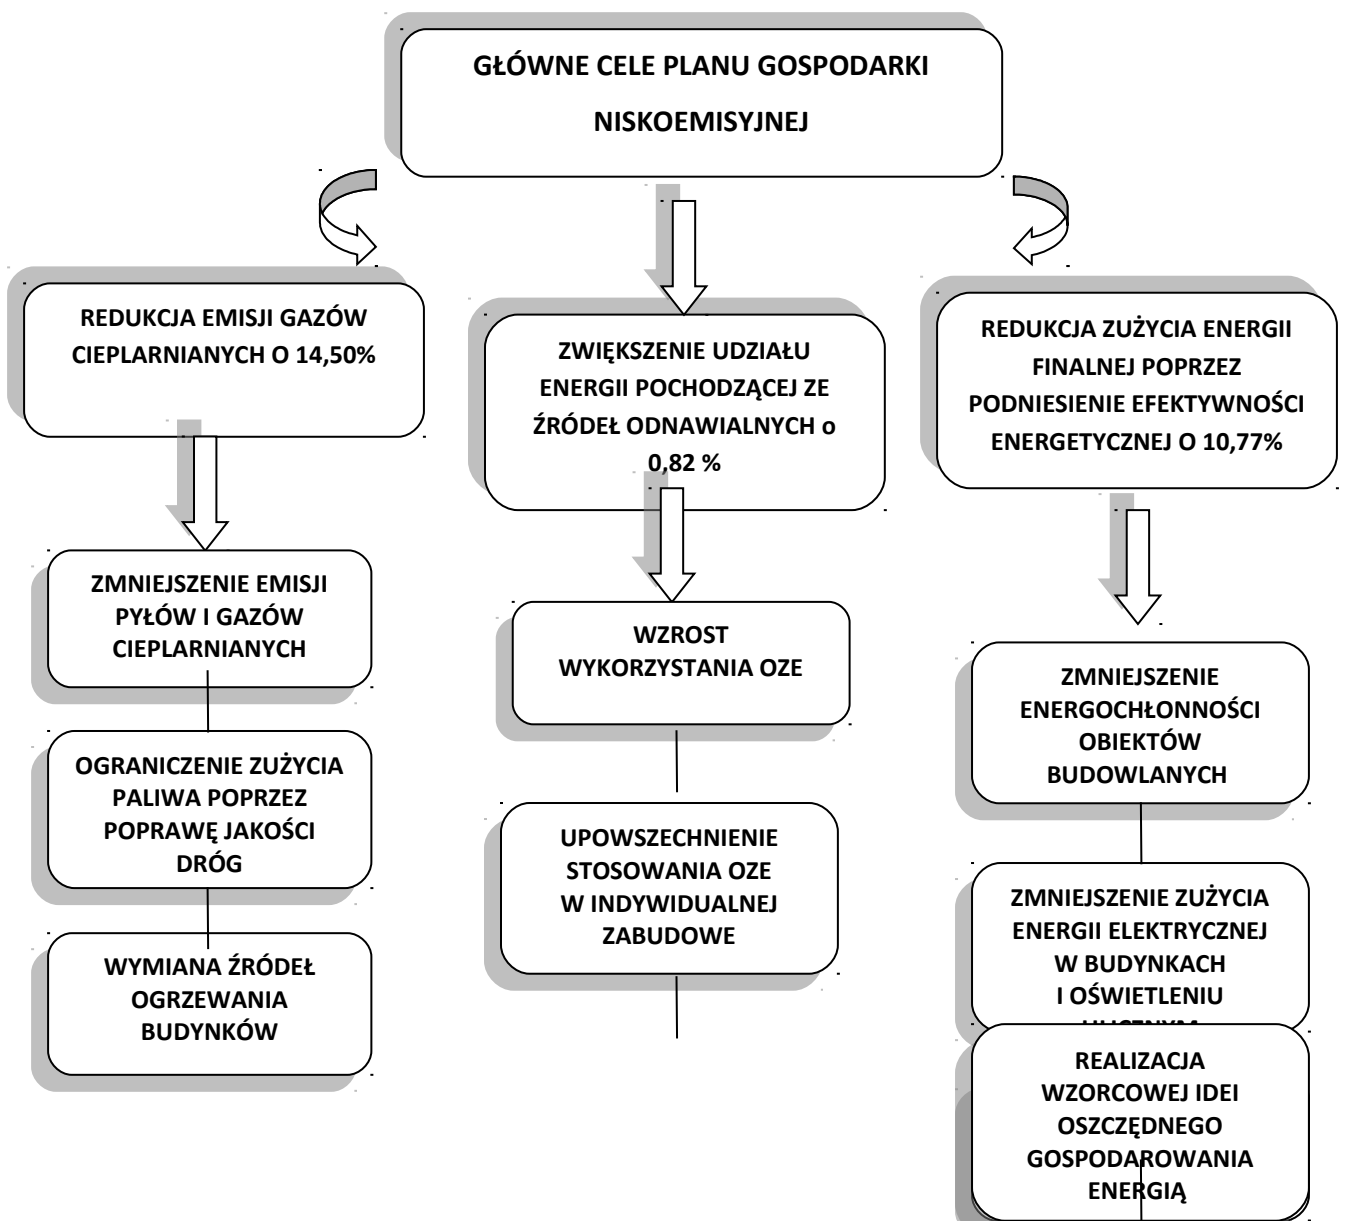 GŁÓWNE CELE PLANU GOSPODARKI
NISKOEMISYJNEJ
REDUKCJA EMISJI GAZÓW
CIEPLARNIANYCH O 14,50%
ZWIĘKSZENIE UDZIAŁU
ENERGII POCHODZĄCEJ ZE
ŹRÓDEŁ ODNAWIALNYCH o
0,82 %
REDUKCJA ZUŻYCIA ENERGII
FINALNEJ POPRZEZ
PODNIESIENIE EFEKTYWNOŚCI
ENERGETYCZNEJ O 10,77%
ZMNIEJSZENIE EMISJI
PYŁÓW I GAZÓW
CIEPLARNIANYCH
WZROST
WYKORZYSTANIA OZE
ZMNIEJSZENIE
ENERGOCHŁONNOŚCI
OBIEKTÓW
BUDOWLANYCH
OGRANICZENIE ZUŻYCIA
PALIWA POPRZEZ
POPRAWĘ JAKOŚCI
DRÓG
UPOWSZECHNIENIE
STOSOWANIA OZE
W INDYWIDUALNEJ
ZABUDOWE
ZMNIEJSZENIE ZUŻYCIA
ENERGII ELEKTRYCZNEJ
W BUDYNKACH
I OŚWIETLENIU
WYMIANA ŹRÓDEŁ
OGRZEWANIA
BUDYNKÓW
REALIZACJA
WZORCOWEJ IDEI
OSZCZĘDNEGO
GOSPODAROWANIA
ENERGIĄ